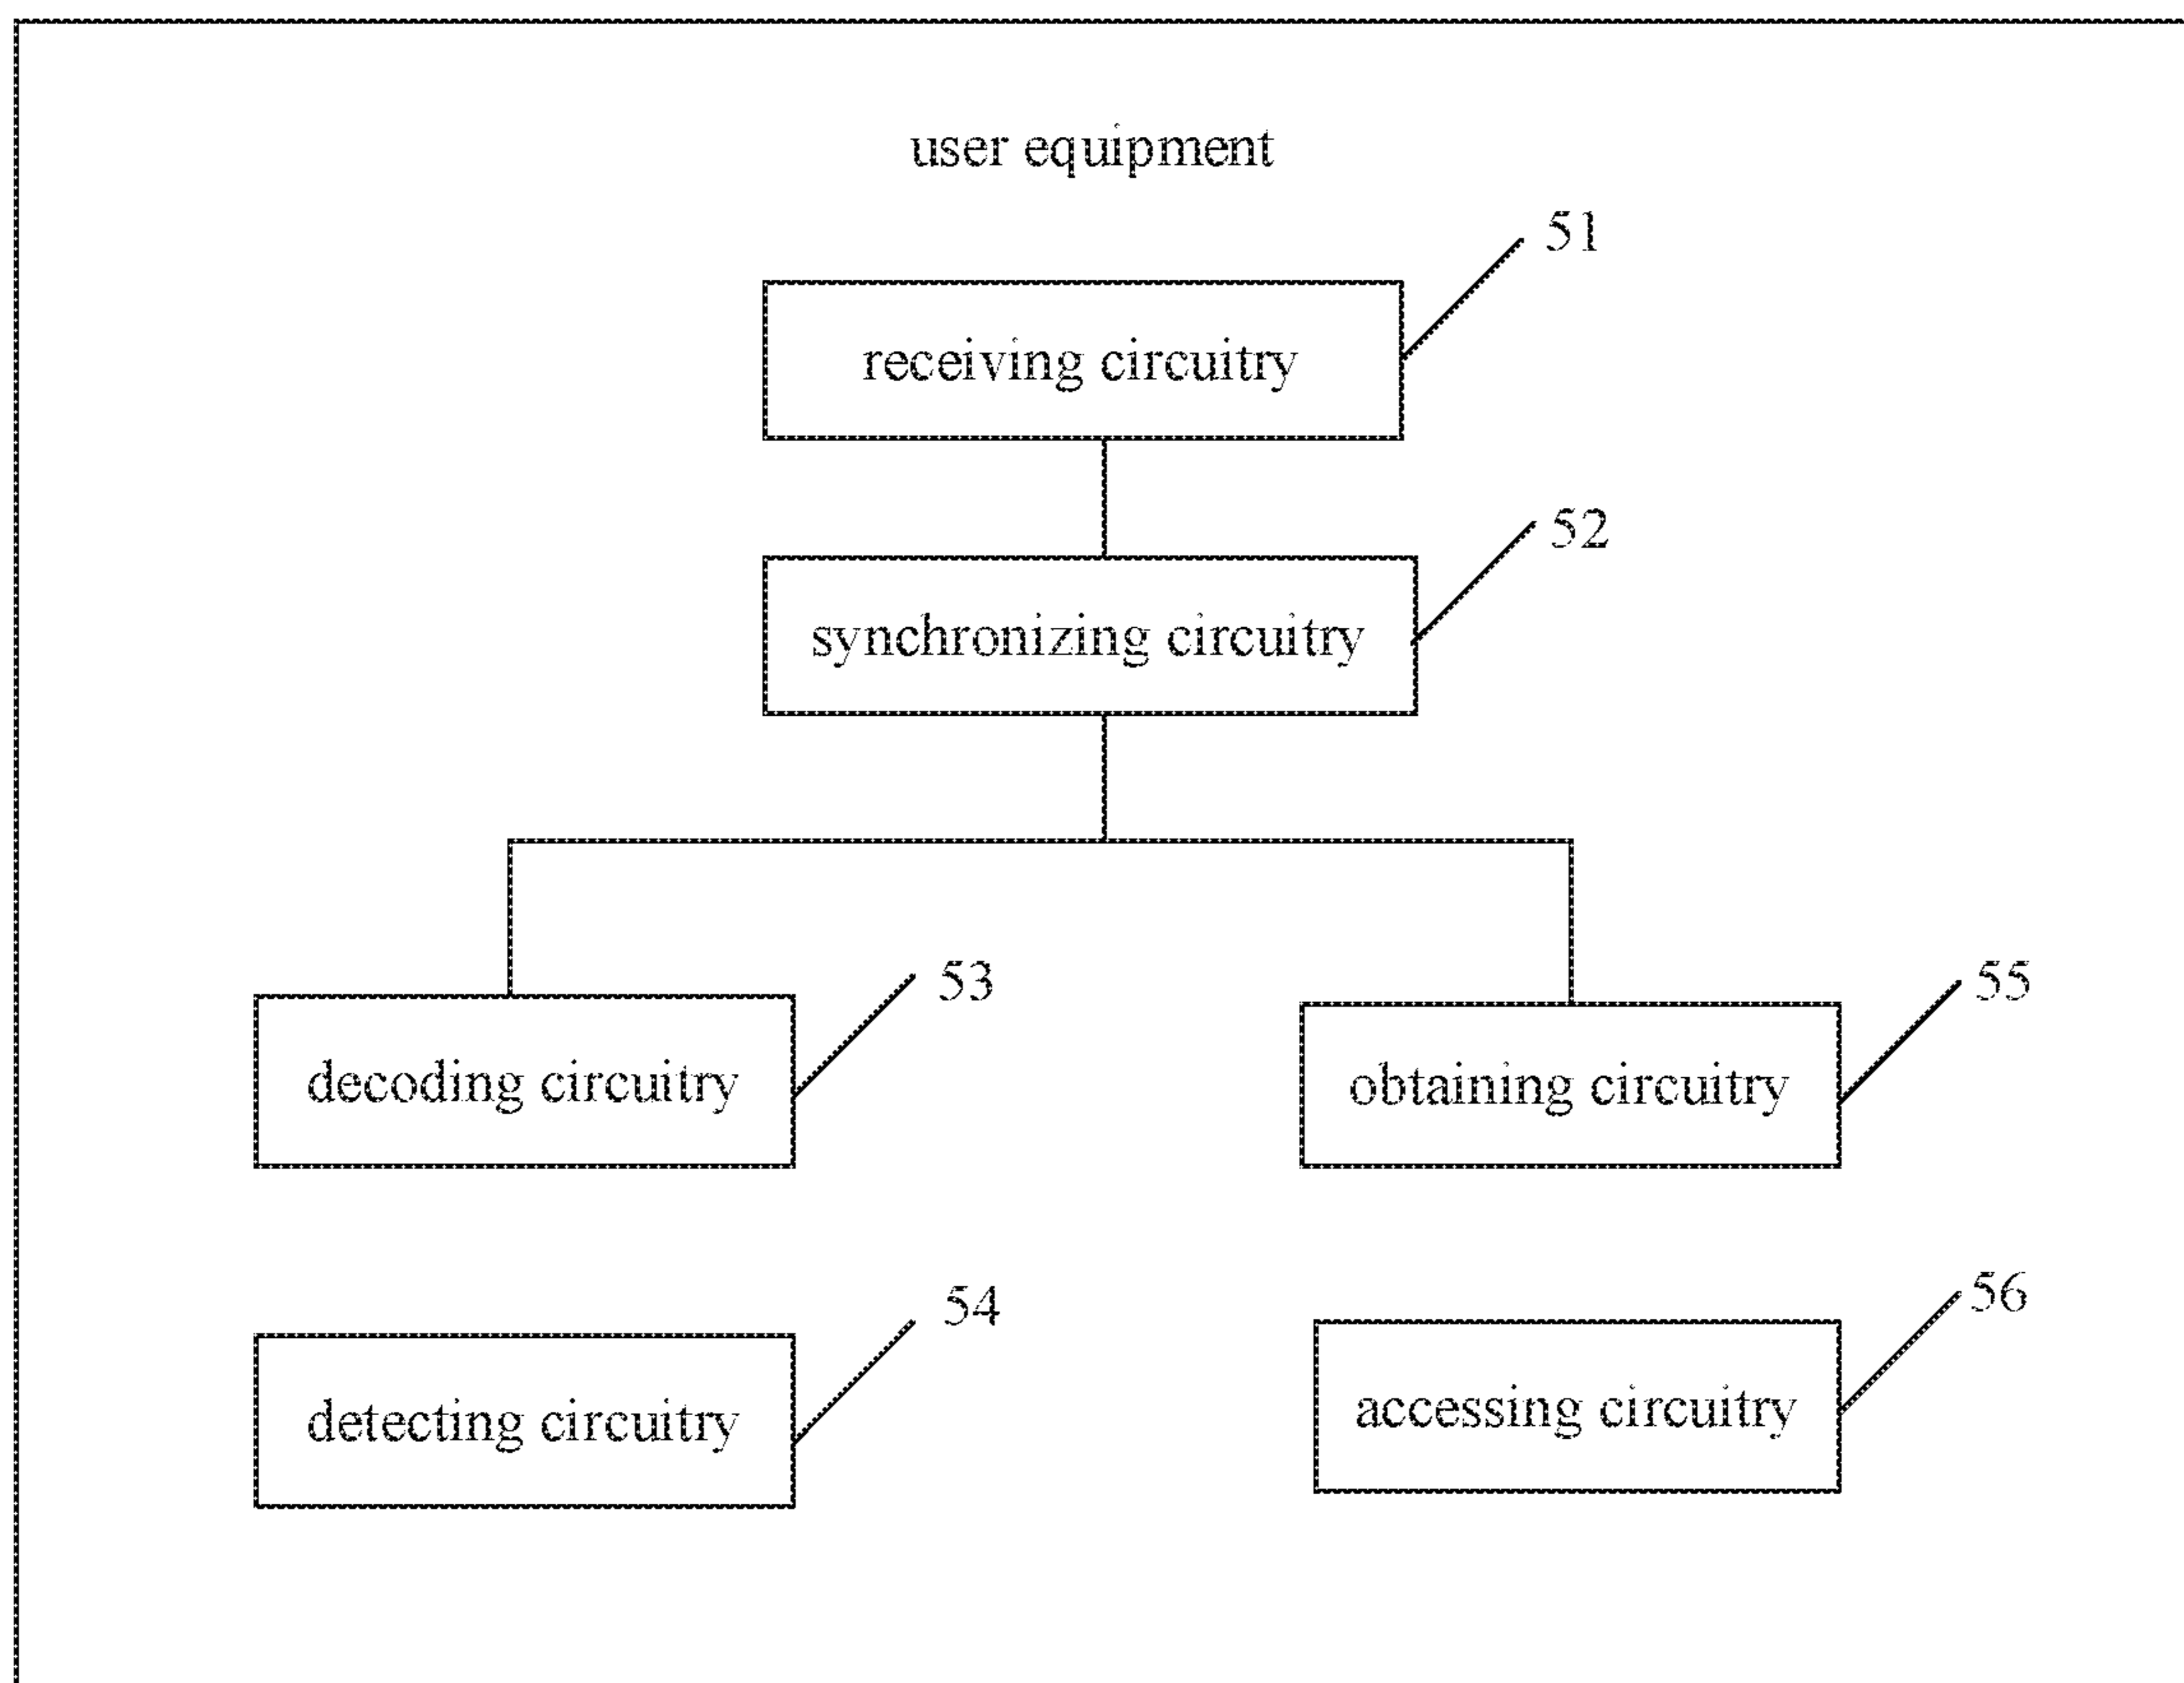 user equipment
51
receiving circuitry
52
synchronizing circuitry
53
55
decoding circuitry
obtaining circuitry
54
56
detecting circuitry
accessing circuitry